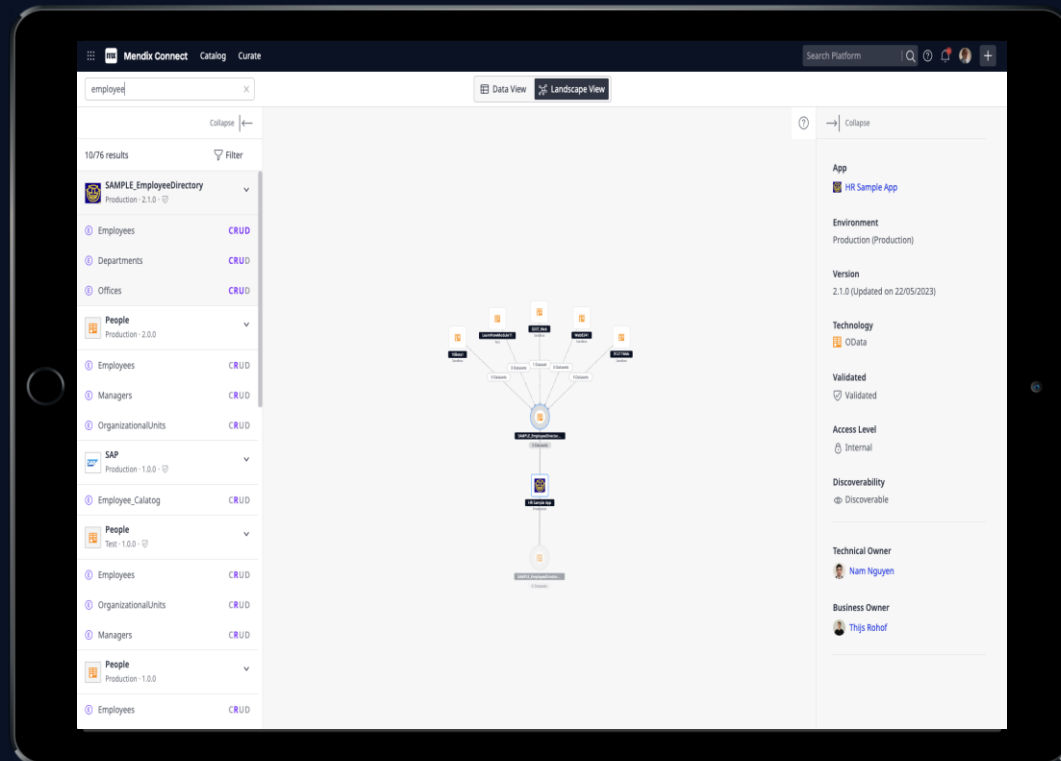 mx Mendix Connect Catalog Curate
Search Platform
employee
Data View Landscape View
Collapse
Collapse
10/76 results Filter
SAMPLE_EmployeeDirectory
Production - 2.1.0 -
Employees CRUD
Departments CRUD
Offices CRUD
People
Production - 2.0.0
Employees CRUD
Managers CRUD
OrganizationalUnits CRUD
SAP
Production - 1.0.0 -
Employee_Calatog CRUD
People
Test - 1.0.0 -
Employees CRUD
OrganizationalUnits CRUD
Managers CRUD
People
Production - 1.0.0
Employees CRUD
SAMPLE_EmployeeDirector...
HR Sample App
SAMPLE_EmployeeDirector...
App
HR Sample App
Environment
Production (Production)
Version
2.1.0 (Updated on 22/05/2023)
Technology
OData
Validated
Validated
Access Level
Internal
Discoverability
Discoverable
Technical Owner
Nam Nguyen
Business Owner
Thijs Rohof